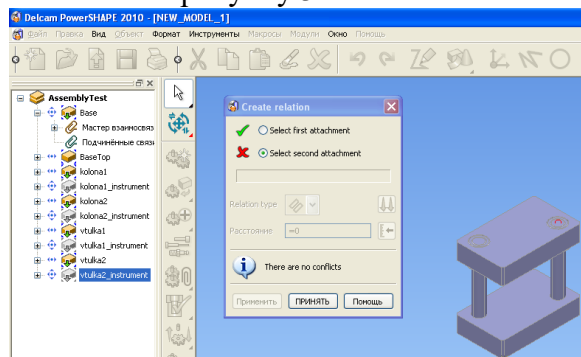 Delcam PowerSHAPE 2010 - [NEW_MODEL_1]
Файл Правка Вид Объект Формат Инструменты Макросы Модули Окно Помощь
AssemblyTest
Base
Мастер взаимосвяз
Подчинённые связи
BaseTop
kolona1
kolona1_instrument
kolona2
kolona2_instrument
vtulka1
vtulka1_instrument
vtulka2
vtulka2_instrument
Create relation
Select first attachment
Select second attachment
Relation type
Расстояние =0
There are no conflicts
Применить ПРИНЯТЬ Помощь